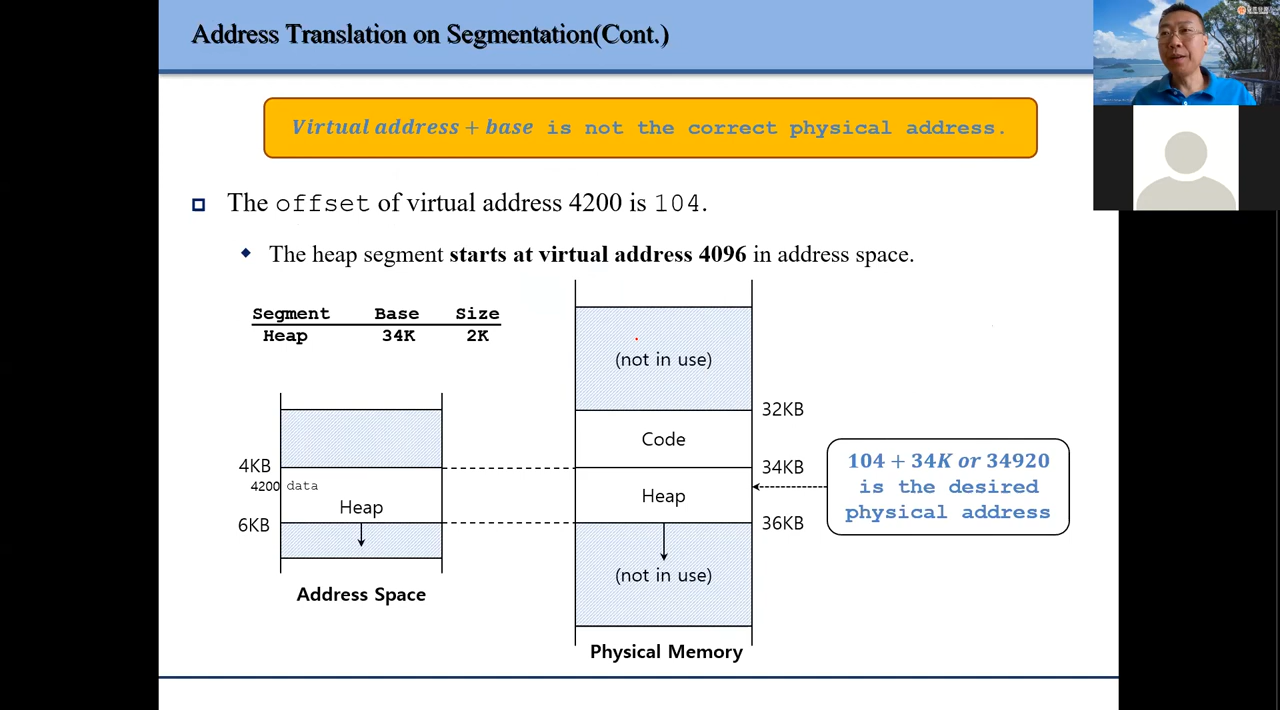 Address Translation on Segmentation(Cont.)
Virtual address + base is not the correct physical address.
The offset of virtual address 4200 is 104.
The heap segment starts at virtual address 4096 in address space.
Segment Base Size
Heap 34K 2K
(not in use)
32KB
Code
4KB
34KB
4200 data
Heap
Heap
6KB
36KB
104 + 34K or 34920
is the desired
physical address
(not in use)
Address Space
Physical Memory